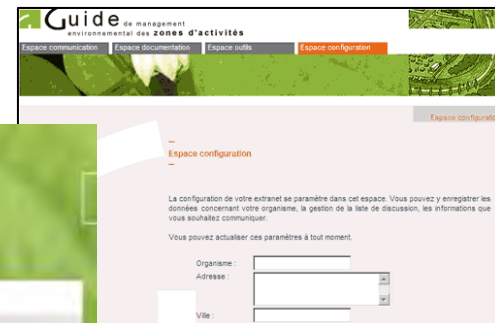 Guide de management
environnemental des zones d'activités
Espace communication Espace documentation Espace outils Espace configuration
Espace configuratio
Espace configuration
La configuration de votre extranet se paramètre dans cet espace. Vous pouvez y enregistrer les
données concernant votre organisme, la gestion de la liste de discussion, les informations que
vous souhaitez communiquer.
Vous pouvez actualiser ces paramètres à tout moment.
Organisme :
Adresse :
Ville :